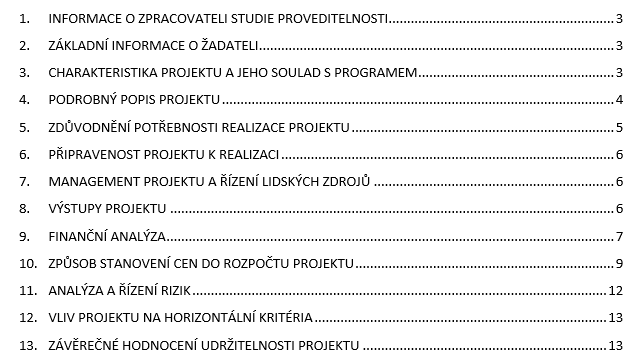 1. INFORMACE O ZPRACOVATELI STUDIE PROVEDITELNOSTI 3
2. ZÁKLADNÍ INFORMACE O ŽADATELI 3
3. CHARAKTERISTIKA PROJEKTU A JEHO SOULAD S PROGRAMEM 3
4. PODROBNÝ POPIS PROJEKTU 4
5. ZDŮVODNĚNÍ POTŘEBNOSTI REALIZACE PROJEKTU 5
6. PŘIPRAVENOST PROJEKTU K REALIZACI 6
7. MANAGEMENT PROJEKTU A ŘÍZENÍ LIDSKÝCH ZDROJŮ 6
8. VÝSTUPY PROJEKTU 6
9. FINANČNÍ ANALÝZA 7
10. ZPŮSOB STANOVENÍ CEN DO ROZPOČTU PROJEKTU 9
11. ANALÝZA A ŘÍZENÍ RIZIK 12
12. VLIV PROJEKTU NA HORIZONTÁLNÍ KRITÉRIA 13
13. ZÁVĚREČNÉ HODNOCENÍ UDRŽITELNOSTI PROJEKTU 13